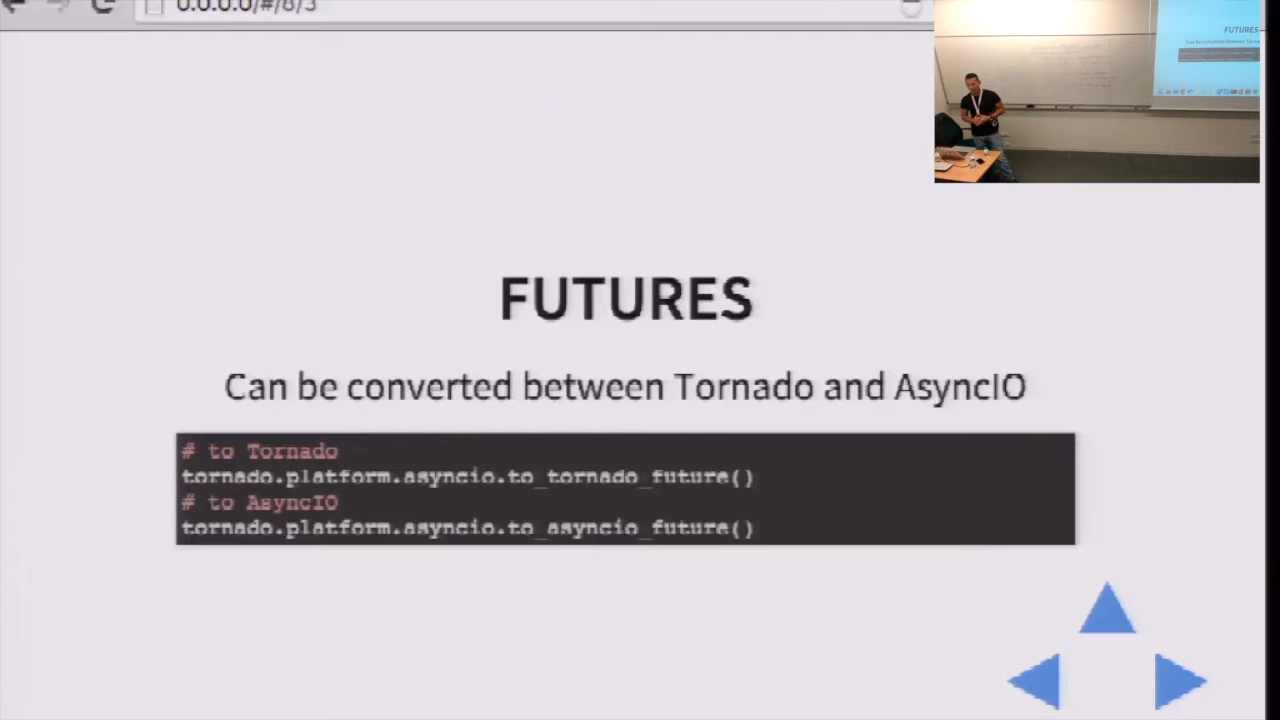 0.0.0.0/#/8/3
FUTURES
Can be converted between Tornado and AsyncIO
# to Tornado
tornado.platform.asyncio.to_tornado_future()
# to AsyncIO
tornado.platform.asyncio.to_asyncio_future()
FUTURES